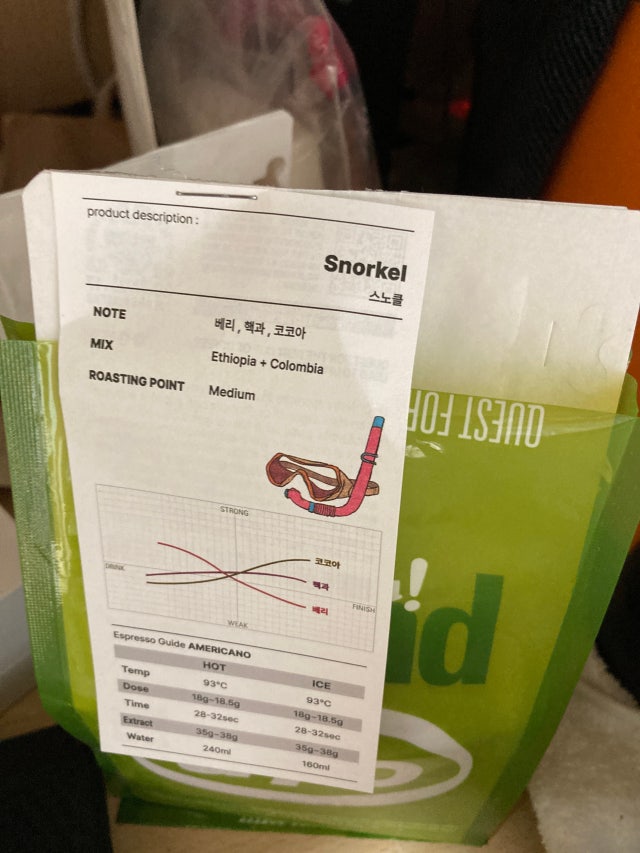 product description :
Snorkel
스노클
NOTE 베리 , 핵과 , 코코아
MIX Ethiopia + Colombia
ROASTING POINT Medium
QUEST FOR
STRONG
코코아
DRINK
핵과
베리
FINISH
WEAK
Espresso Guide AMERICANO
HOT ICE
Temp 93°C 93°C
Dose 18g~18.5g 18g~18.5g
Time 28-32sec 28-32sec
Extract 35g~38g 35g~38g
Water 240ml 160ml